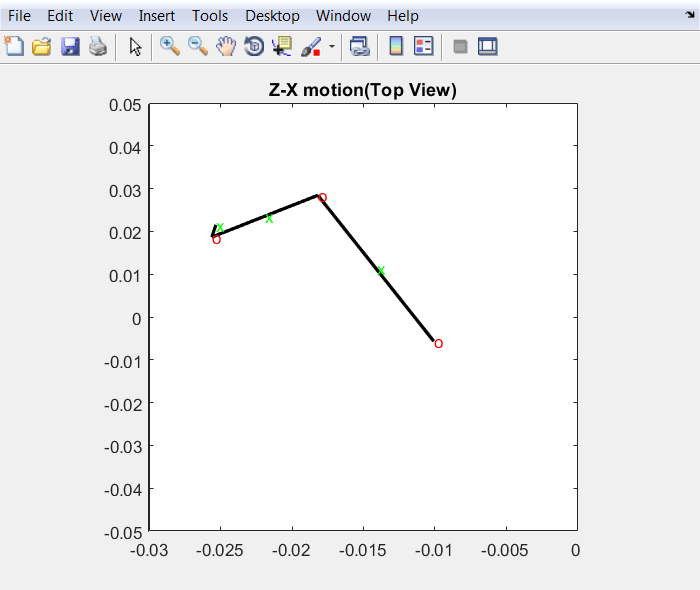 File Edit View Insert Tools Desktop Window Help
Z-X motion(Top View)
0.05
0.04
0.03
0.02
0.01
0
-0.01
-0.02
-0.03
-0.04
-0.05
O
O
O
X
X
X
-0.03 -0.025 -0.02 -0.015 -0.01 -0.005 0